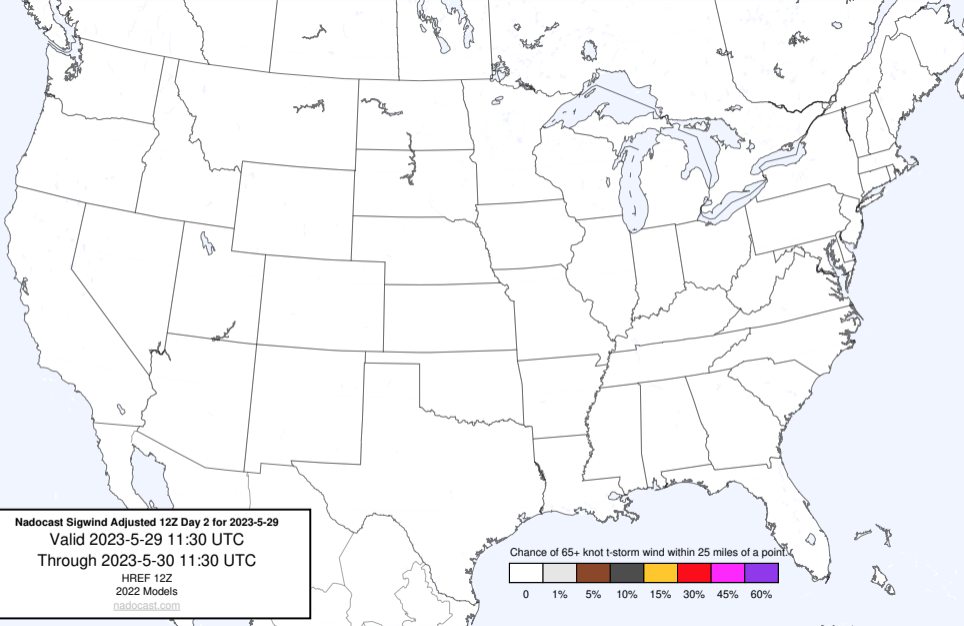 Nadocast Sigwind Adjusted 12Z Day 2 for 2023-5-29
Valid 2023-5-29 11:30 UTC
Through 2023-5-30 11:30 UTC
HREF 12Z
2022 Models
nadocast.com
Chance of 65+ knot t-storm wind within 25 miles of a point.
0 1% 5% 10% 15% 30% 45% 60%